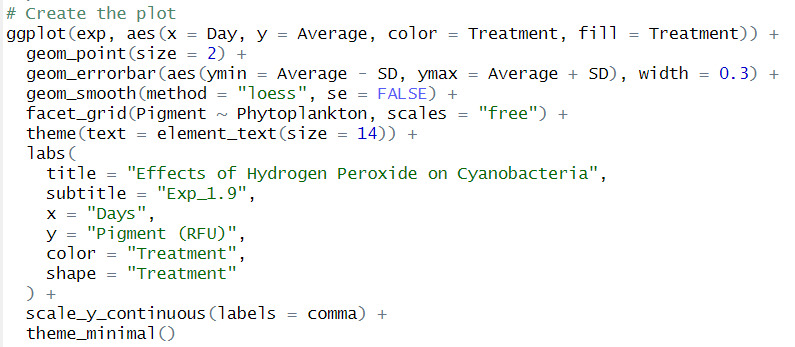 # Create the plot
ggplot(exp, aes(x = Day, y = Average, color = Treatment, fill = Treatment)) +
  geom_point(size = 2) +
  geom_errorbar(aes(ymin = Average - SD, ymax = Average + SD), width = 0.3) +
  geom_smooth(method = "loess", se = FALSE) +
  facet_grid(Pigment ~ Phytoplankton, scales = "free") +
  theme(text = element_text(size = 14)) +
  labs(
    title = "Effects of Hydrogen Peroxide on Cyanobacteria",
    subtitle = "Exp_1.9",
    x = "Days",
    y = "Pigment (RFU)",
    color = "Treatment",
    shape = "Treatment"
  ) +
  scale_y_continuous(labels = comma) +
  theme_minimal()